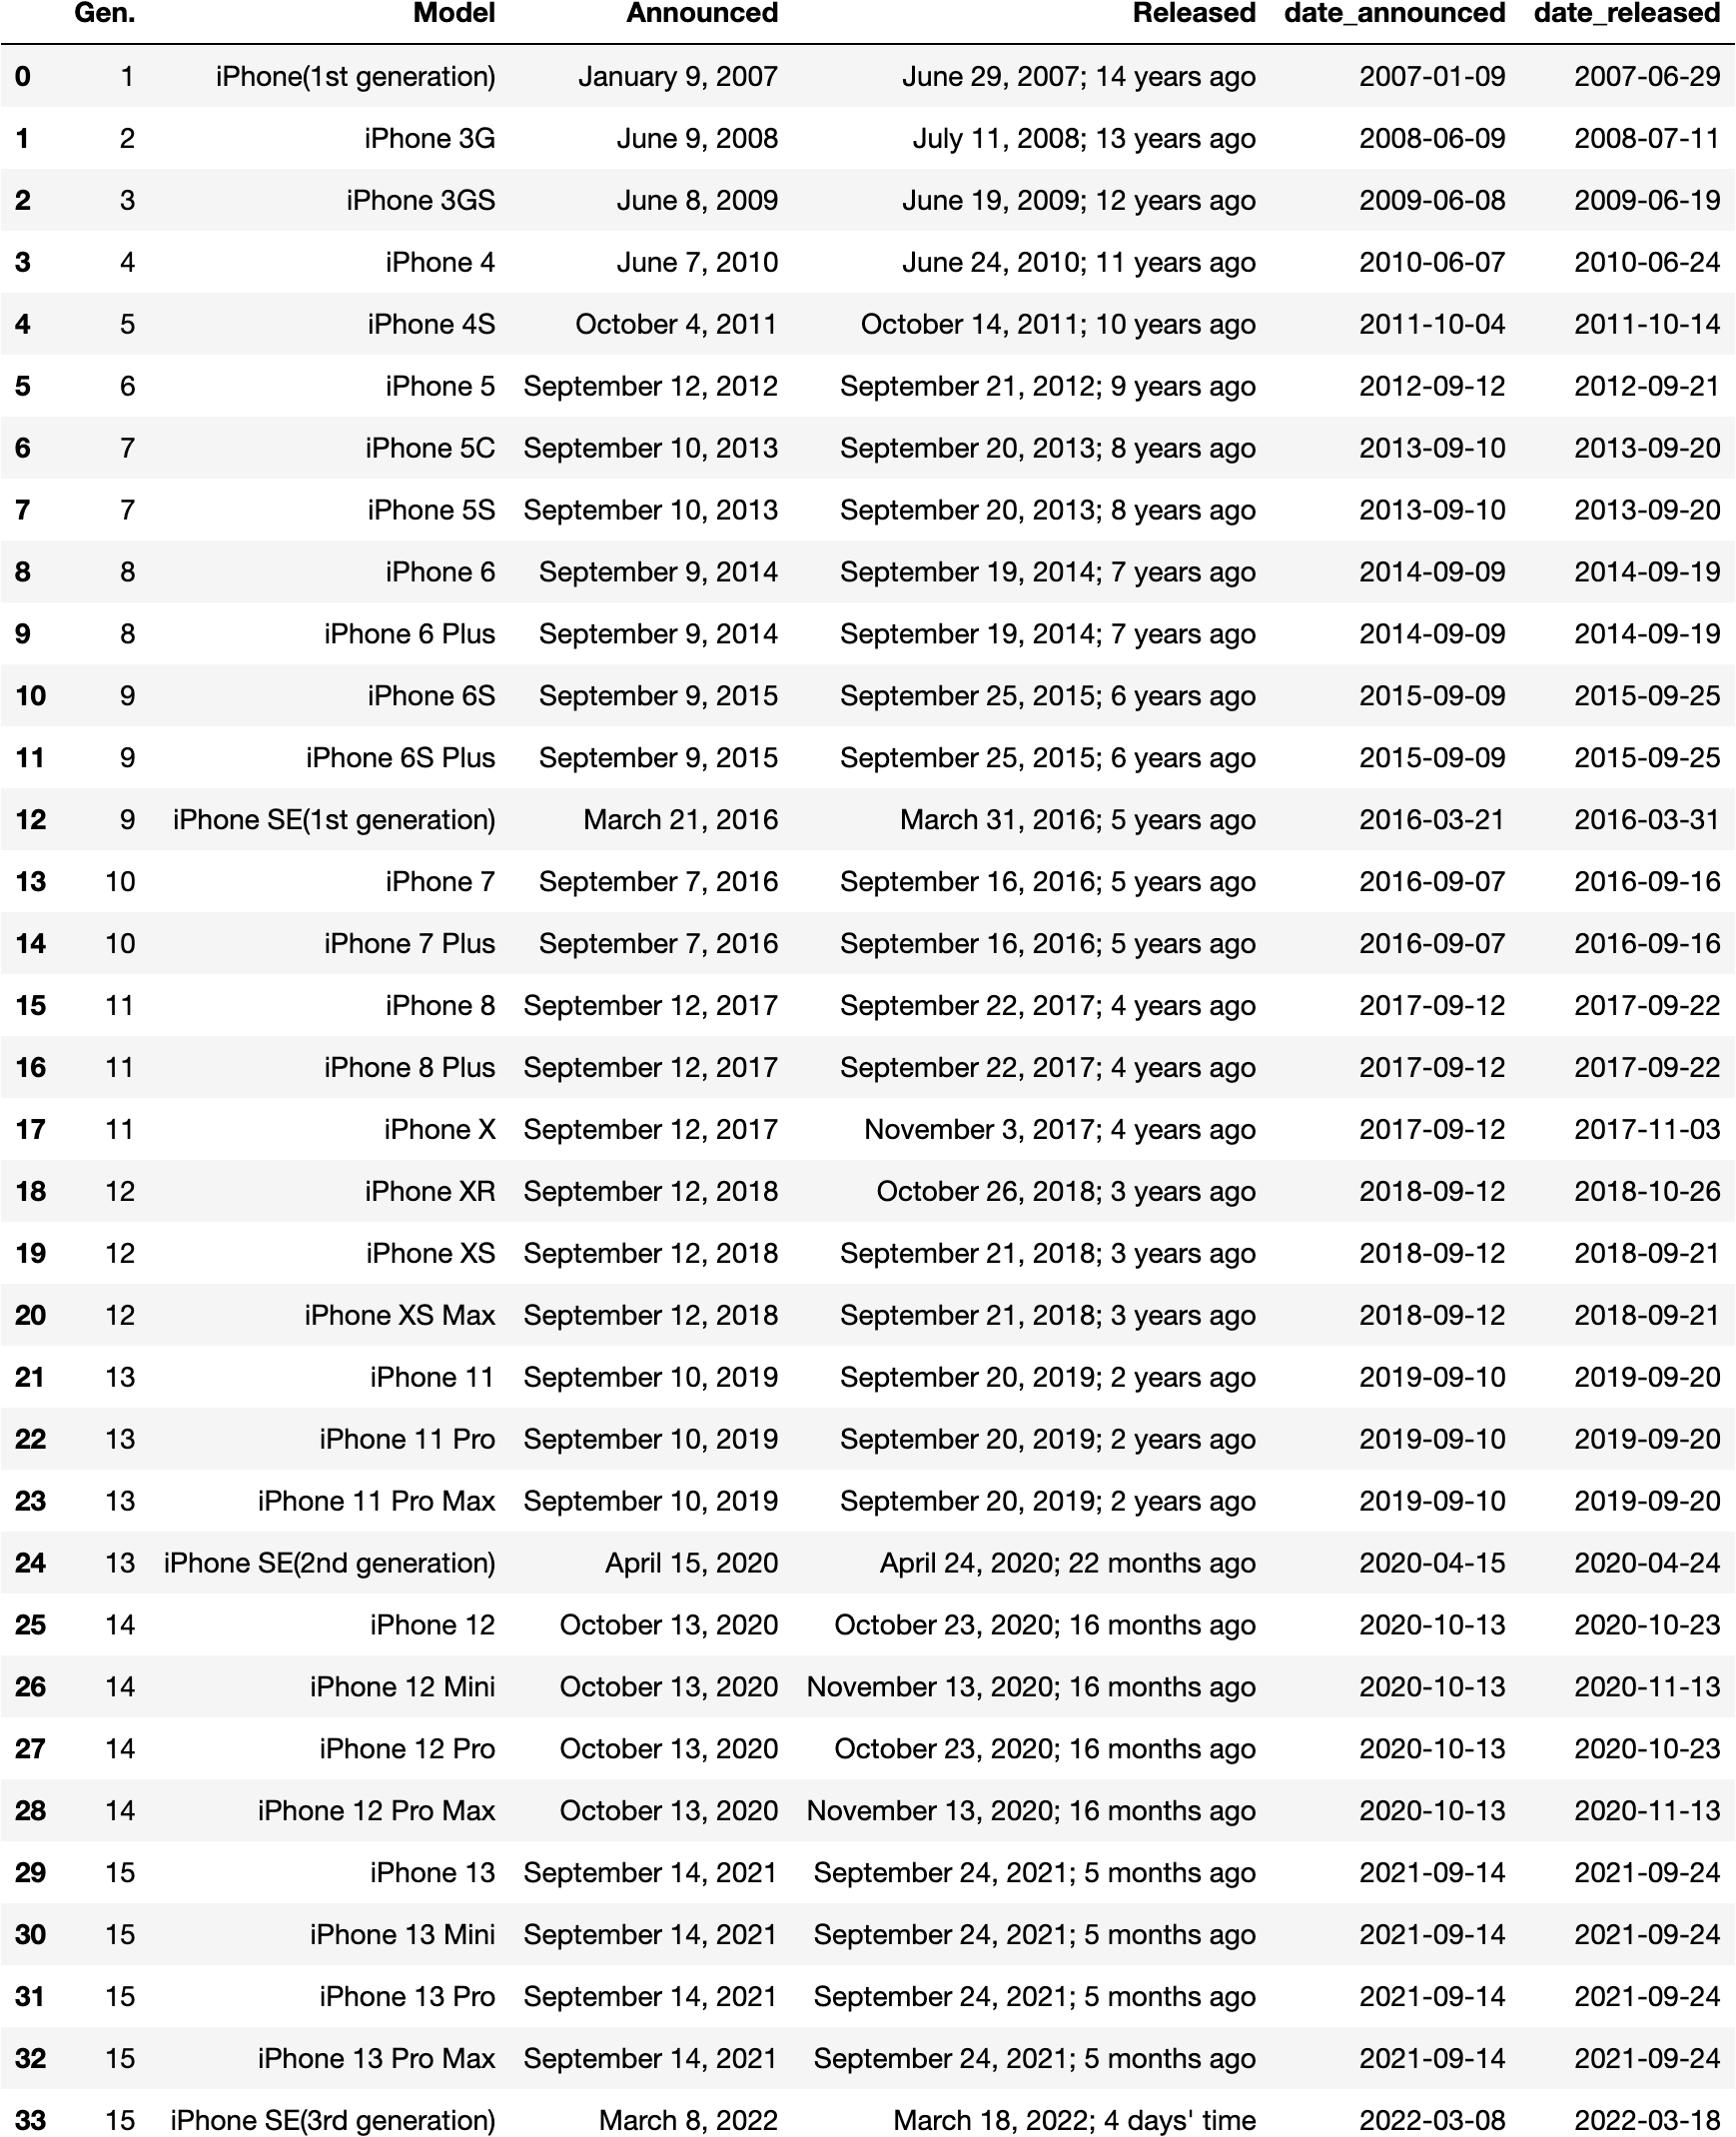 Gen. Model Announced Released date_announced date_released
0 1 iPhone(1st generation) January 9, 2007 June 29, 2007; 14 years ago 2007-01-09 2007-06-29
1 2 iPhone 3G June 9, 2008 July 11, 2008; 13 years ago 2008-06-09 2008-07-11
2 3 iPhone 3GS June 8, 2009 June 19, 2009; 12 years ago 2009-06-08 2009-06-19
3 4 iPhone 4 June 7, 2010 June 24, 2010; 11 years ago 2010-06-07 2010-06-24
4 5 iPhone 4S October 4, 2011 October 14, 2011; 10 years ago 2011-10-04 2011-10-14
5 6 iPhone 5 September 12, 2012 September 21, 2012; 9 years ago 2012-09-12 2012-09-21
6 7 iPhone 5C September 10, 2013 September 20, 2013; 8 years ago 2013-09-10 2013-09-20
7 7 iPhone 5S September 10, 2013 September 20, 2013; 8 years ago 2013-09-10 2013-09-20
8 8 iPhone 6 September 9, 2014 September 19, 2014; 7 years ago 2014-09-09 2014-09-19
9 8 iPhone 6 Plus September 9, 2014 September 19, 2014; 7 years ago 2014-09-09 2014-09-19
10 9 iPhone 6S September 9, 2015 September 25, 2015; 6 years ago 2015-09-09 2015-09-25
11 9 iPhone 6S Plus September 9, 2015 September 25, 2015; 6 years ago 2015-09-09 2015-09-25
12 9 iPhone SE(1st generation) March 21, 2016 March 31, 2016; 5 years ago 2016-03-21 2016-03-31
13 10 iPhone 7 September 7, 2016 September 16, 2016; 5 years ago 2016-09-07 2016-09-16
14 10 iPhone 7 Plus September 7, 2016 September 16, 2016; 5 years ago 2016-09-07 2016-09-16
15 11 iPhone 8 September 12, 2017 September 22, 2017; 4 years ago 2017-09-12 2017-09-22
16 11 iPhone 8 Plus September 12, 2017 September 22, 2017; 4 years ago 2017-09-12 2017-09-22
17 11 iPhone X September 12, 2017 November 3, 2017; 4 years ago 2017-09-12 2017-11-03
18 12 iPhone XR September 12, 2018 October 26, 2018; 3 years ago 2018-09-12 2018-10-26
19 12 iPhone XS September 12, 2018 September 21, 2018; 3 years ago 2018-09-12 2018-09-21
20 12 iPhone XS Max September 12, 2018 September 21, 2018; 3 years ago 2018-09-12 2018-09-21
21 13 iPhone 11 September 10, 2019 September 20, 2019; 2 years ago 2019-09-10 2019-09-20
22 13 iPhone 11 Pro September 10, 2019 September 20, 2019; 2 years ago 2019-09-10 2019-09-20
23 13 iPhone 11 Pro Max September 10, 2019 September 20, 2019; 2 years ago 2019-09-10 2019-09-20
24 13 iPhone SE(2nd generation) April 15, 2020 April 24, 2020; 22 months ago 2020-04-15 2020-04-24
25 14 iPhone 12 October 13, 2020 October 23, 2020; 16 months ago 2020-10-13 2020-10-23
26 14 iPhone 12 Mini October 13, 2020 November 13, 2020; 16 months ago 2020-10-13 2020-11-13
27 14 iPhone 12 Pro October 13, 2020 October 23, 2020; 16 months ago 2020-10-13 2020-10-23
28 14 iPhone 12 Pro Max October 13, 2020 November 13, 2020; 16 months ago 2020-10-13 2020-11-13
29 15 iPhone 13 September 14, 2021 September 24, 2021; 5 months ago 2021-09-14 2021-09-24
30 15 iPhone 13 Mini September 14, 2021 September 24, 2021; 5 months ago 2021-09-14 2021-09-24
31 15 iPhone 13 Pro September 14, 2021 September 24, 2021; 5 months ago 2021-09-14 2021-09-24
32 15 iPhone 13 Pro Max September 14, 2021 September 24, 2021; 5 months ago 2021-09-14 2021-09-24
33 15 iPhone SE(3rd generation) March 8, 2022 March 18, 2022; 4 days' time 2022-03-08 2022-03-18